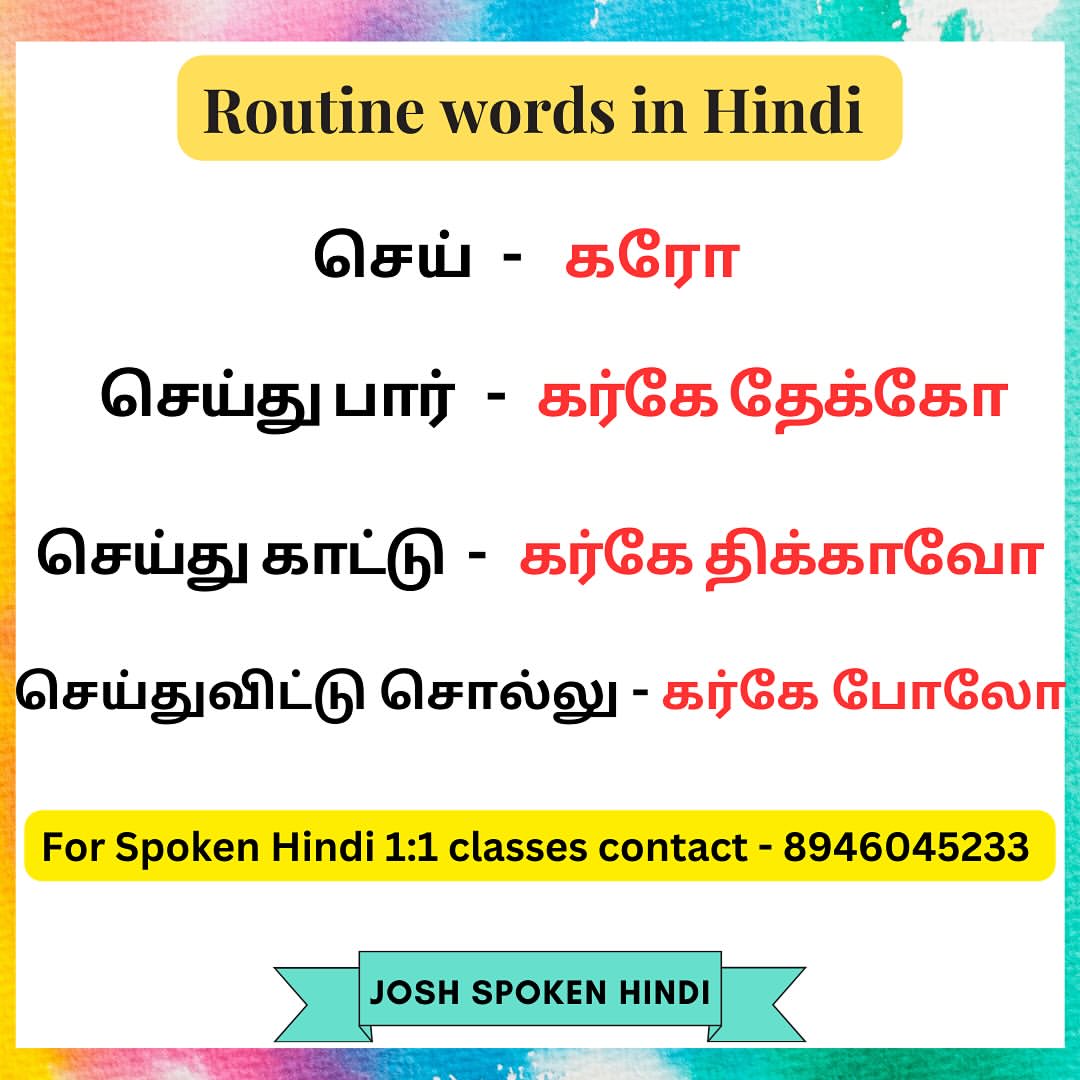 Routine words in Hindi
செய் - கரோ
செய்து பார் - கர்கே தேக்கோ
செய்து காட்டு - கர்கே திக்காவோ
செய்துவிட்டு சொல்லு - கர்கே போலோ
For Spoken Hindi 1:1 classes contact - 8946045233
JOSH SPOKEN HINDI